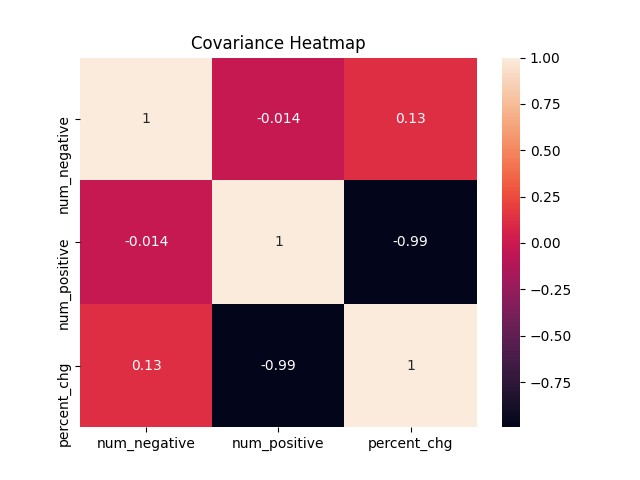 Covariance Heatmap
num_negative
1
-0.014
0.13
num_positive
-0.014
1
-0.99
percent_chg
0.13
-0.99
1
num_negative
num_positive
percent_chg
1.00
0.75
0.50
0.25
0.00
−0.25
−0.50
−0.75